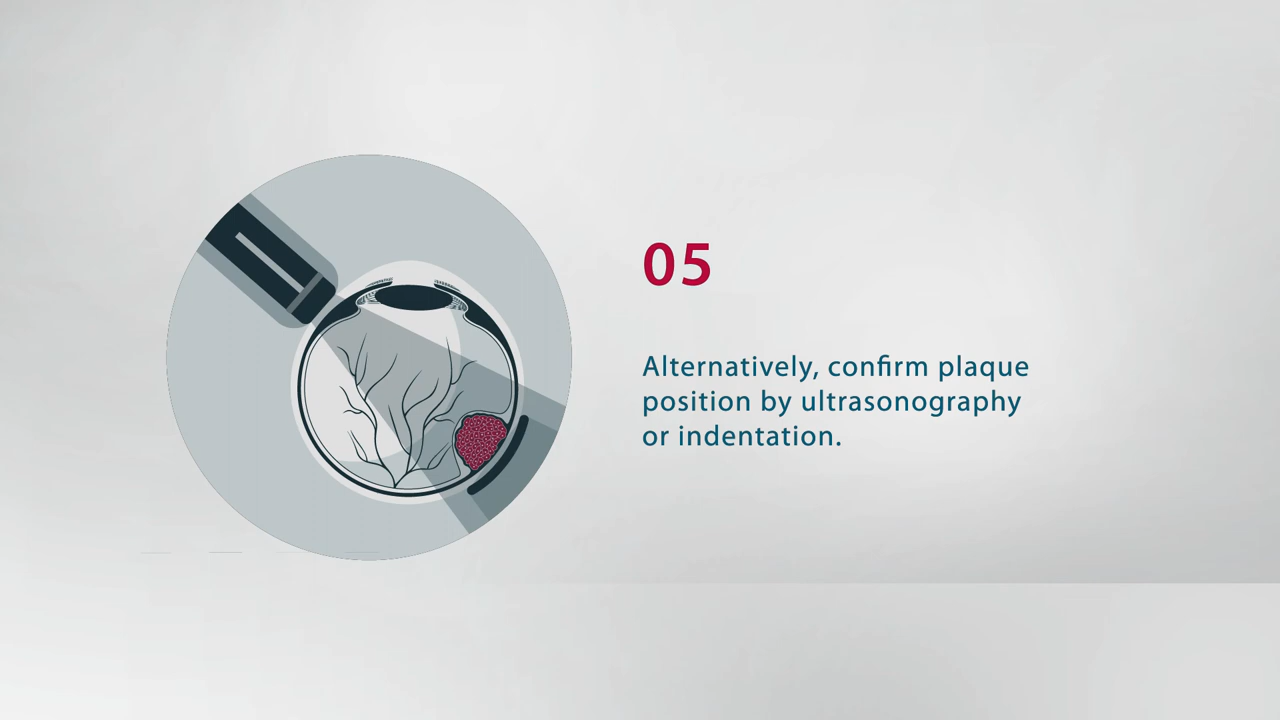 05
Alternatively, confirm plaque
position by ultrasonography
or indentation.